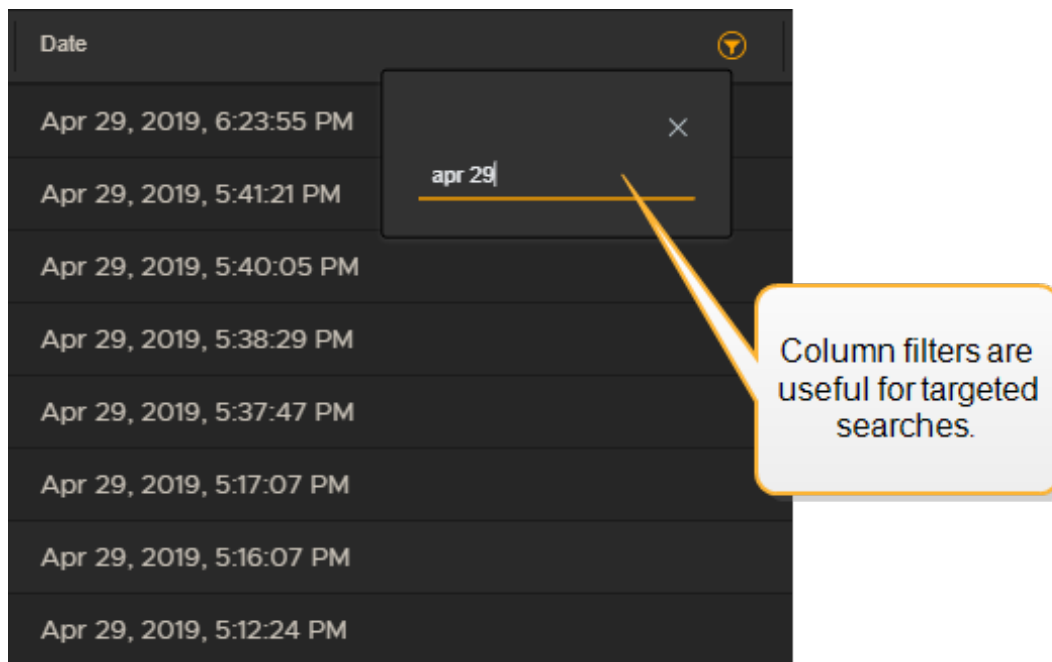 Date
Apr 29, 2019, 6:23:55 PM
apr 29
Apr 29, 2019, 5:41:21 PM
Apr 29, 2019, 5:40:05 PM
Apr 29, 2019, 5:38:29 PM
Apr 29, 2019, 5:37:47 PM
Apr 29, 2019, 5:17:07 PM
Apr 29, 2019, 5:16:07 PM
Apr 29, 2019, 5:12:24 PM
Column filters are
useful for targeted
searches.